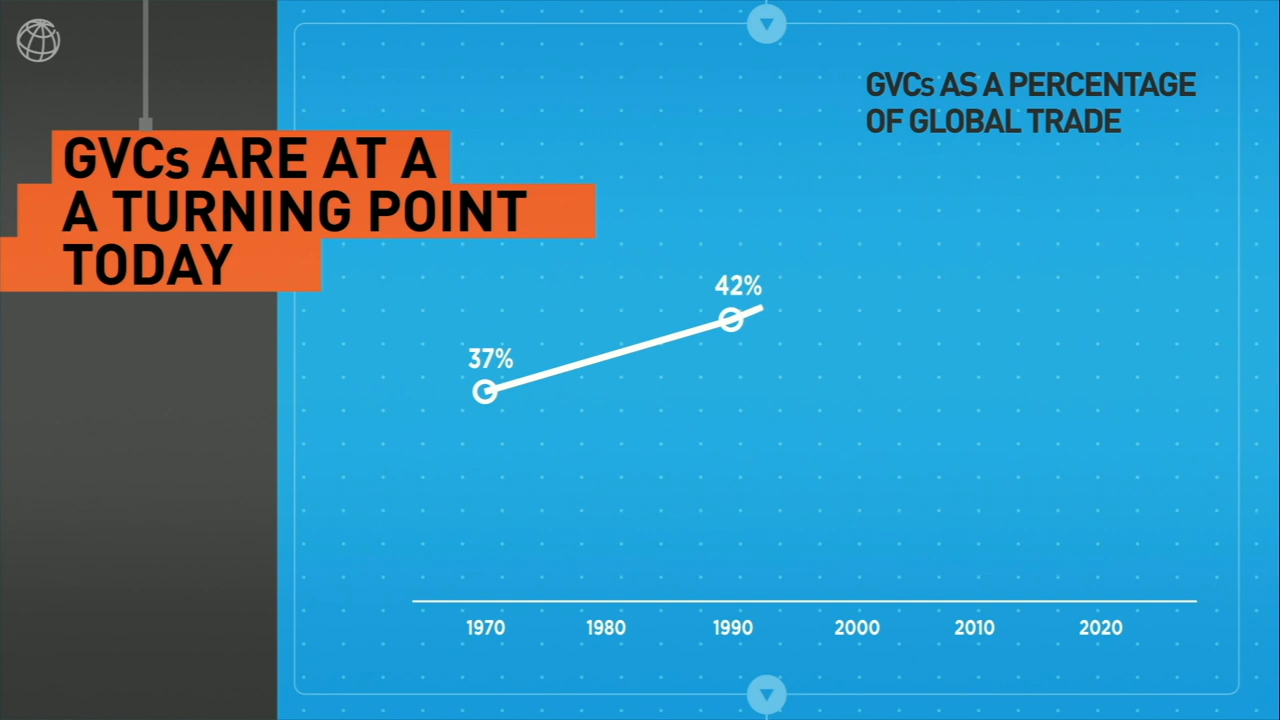 GVCs ARE AT A
A TURNING POINT
TODAY
GVCs AS A PERCENTAGE
OF GLOBAL TRADE
42%
37%
1970 1980 1990 2000 2010 2020